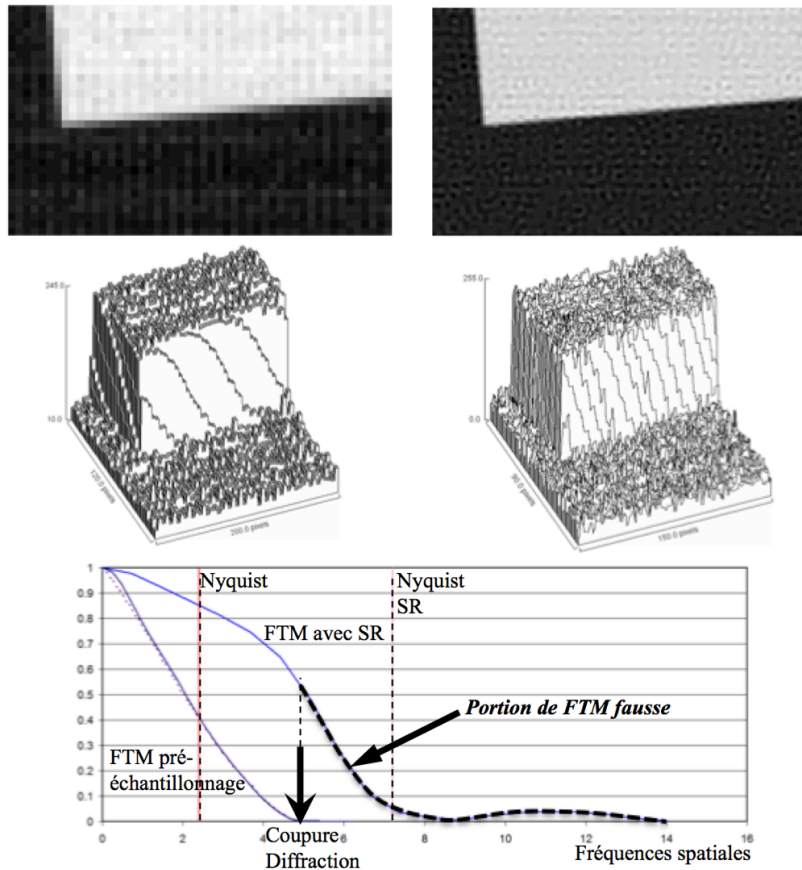 245.0
10.0
120.0 pixels
200.0 pixels
255.0
0.0
90.0 pixels
150.0 pixels
1
0.9
0.8
0.7
0.6
0.5
0.4
0.3
0.2
0.1
0
Nyquist
Nyquist
SR
FTM avec SR
Portion de FTM fausse
FTM pré-
échantillonnage
0
2
4
6
8
10
12
14
16
Coupure
Diffraction
Fréquences spatiales